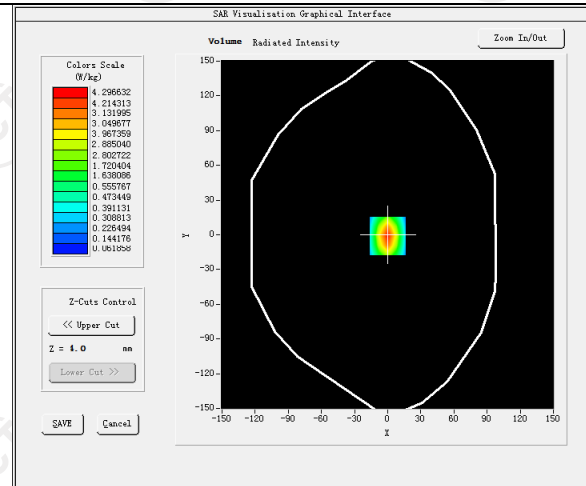 SAR Visualisation Graphical Interface
Volume Radiated Intensity
Zoom In/Out
Colors Scale
(W/kg)
4.296632
4.214313
3.131995
3.049677
3.967359
2.885040
2.802722
1.720404
1.638086
0.555767
0.473449
0.391131
0.308813
0.226494
0.144176
0.061858
Z-Cuts Control
<< Upper Cut
Z = 4.0 mm
Lower Cut >>
SAVE Cancel
150
120
90
60
30
0
-30
-60
-90
-120
-150
Y
-150 -120 -90 -60 -30 0 30 60 90 120 150
X